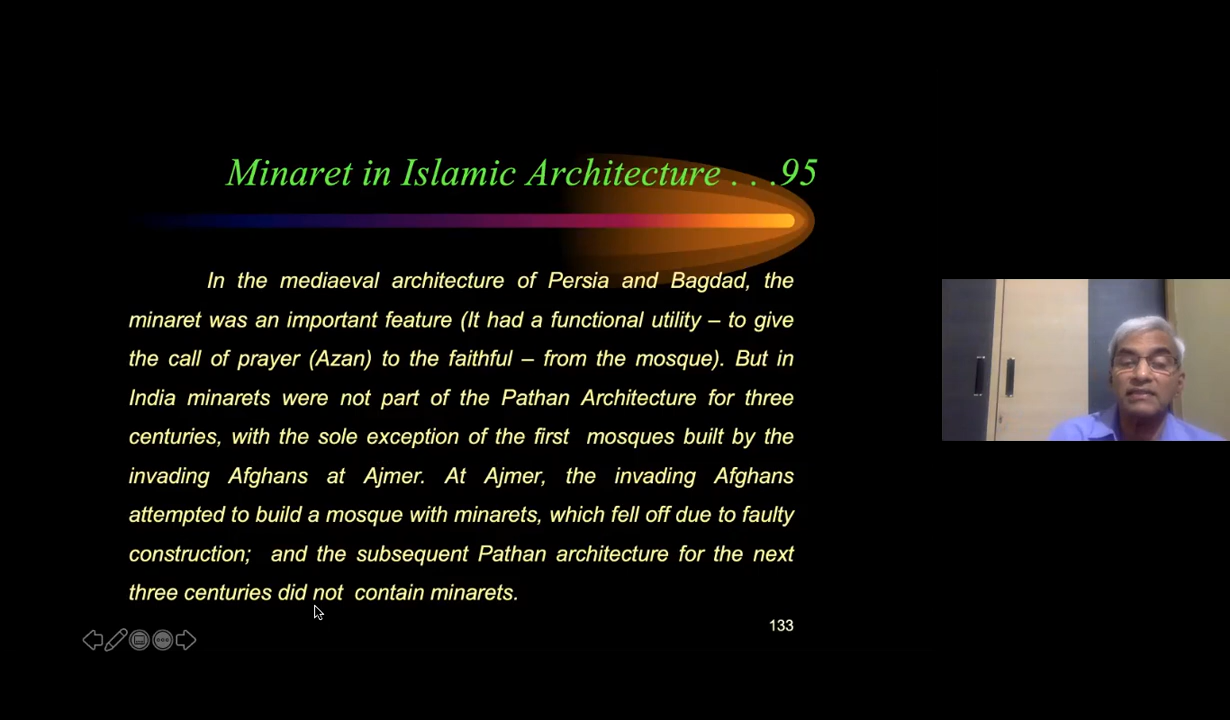 Minaret in Islamic Architecture . . .95
In the mediaeval architecture of Persia and Bagdad, the
minaret was an important feature (It had a functional utility – to give
the call of prayer (Azan) to the faithful – from the mosque). But in
India minarets were not part of the Pathan Architecture for three
centuries, with the sole exception of the first mosques built by the
invading Afghans at Ajmer. At Ajmer, the invading Afghans
attempted to build a mosque with minarets, which fell off due to faulty
construction; and the subsequent Pathan architecture for the next
three centuries did not contain minarets.
133